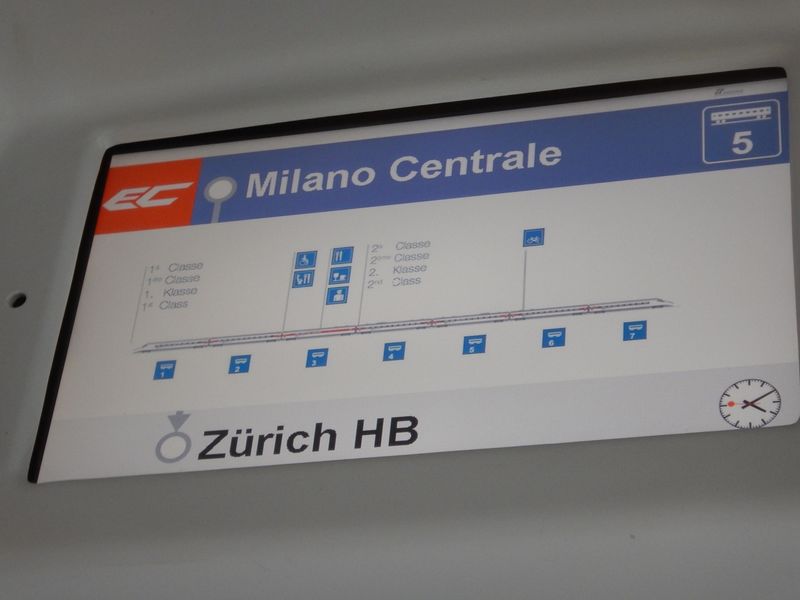 5
EC Milano Centrale
1a Classe
1ère Classe
1. Klasse
1st Class
2a Classe
2ème Classe
2. Klasse
2nd Class
1 2 3 4 5 6 7
Zürich HB